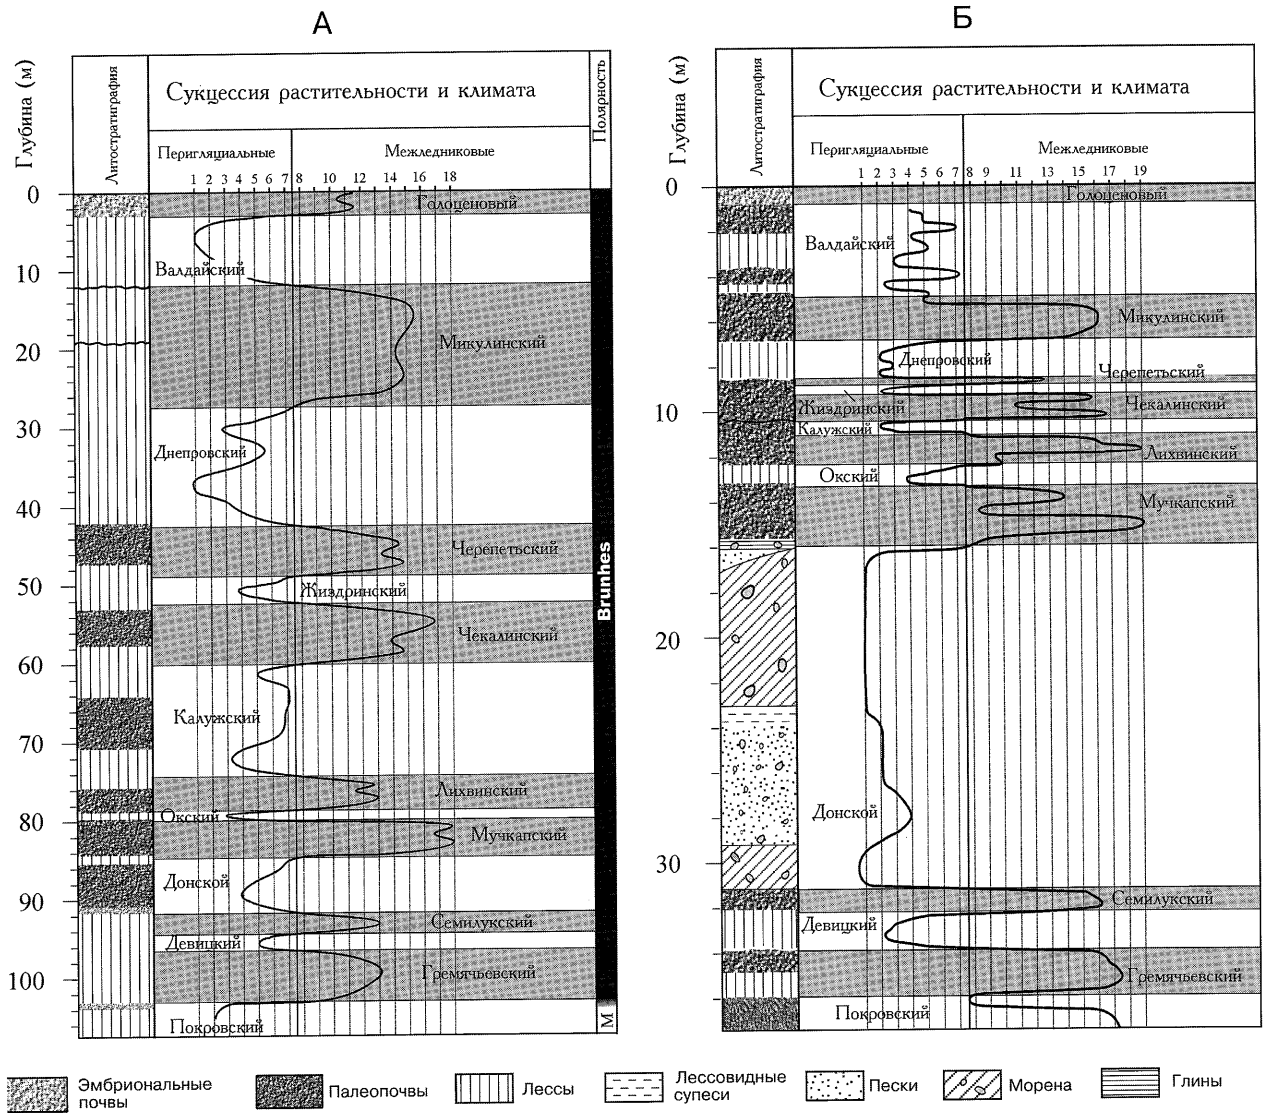 А
Глубина (м)
Литостратиграфия
Сукцессия растительности и климата
Полярность
Перигляциальные
Межледниковые
1 2 3 4 5 6 7 8 10 12 14 16 18
0
10
20
30
40
50
60
70
80
90
100
Голоценовый
Валдайский
Микулинский
Днепровский
Черепетьский
Жиздринский
Чекалинский
Калужский
Лихвинский
Окский
Мучкапский
Донской
Семилукский
Девицкий
Гремячьевский
Покровский
Brunhes
М
Б
Глубина (м)
Литостратиграфия
Сукцессия растительности и климата
Перигляциальные
Межледниковые
1 2 3 4 5 6 7 8 9 11 13 15 16 19
0
10
20
30
Голоценовый
Валдайский
Микулинский
Днепровский
Черепетьский
Жиздринский
Чекалинский
Калужский
Лихвинский
Окский
Мучкапский
Донской
Семилукский
Девицкий
Гремячьевский
Покровский
Эмбриональные
почвы
Палеопочвы
Лессы
Лессовидные
супеси
Пески
Морена
Глины